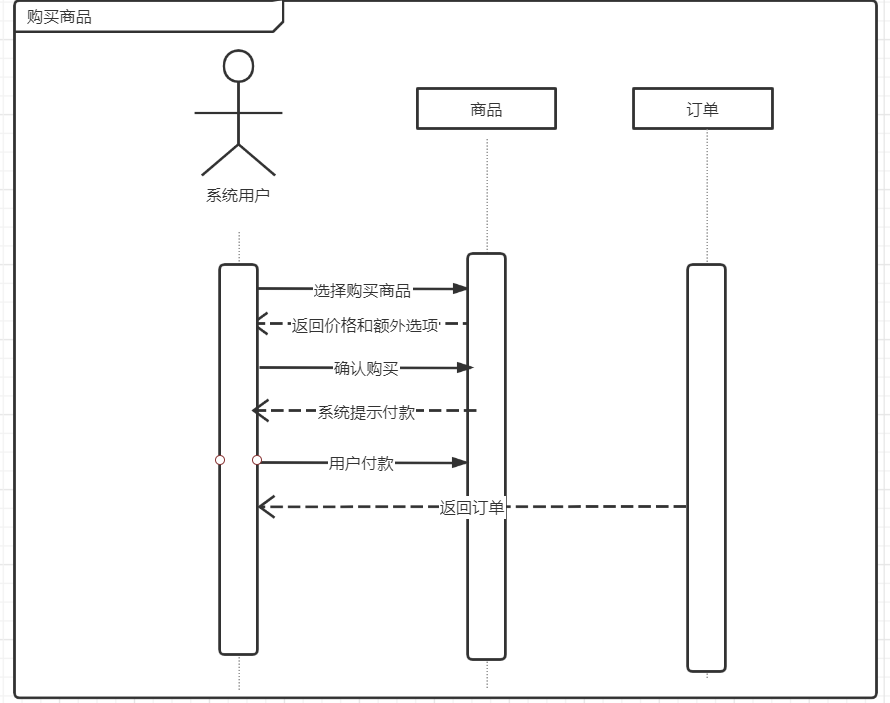 购买商品
商品
订单
系统用户
选择购买商品
返回价格和额外选项
确认购买
系统提示付款
用户付款
返回订单